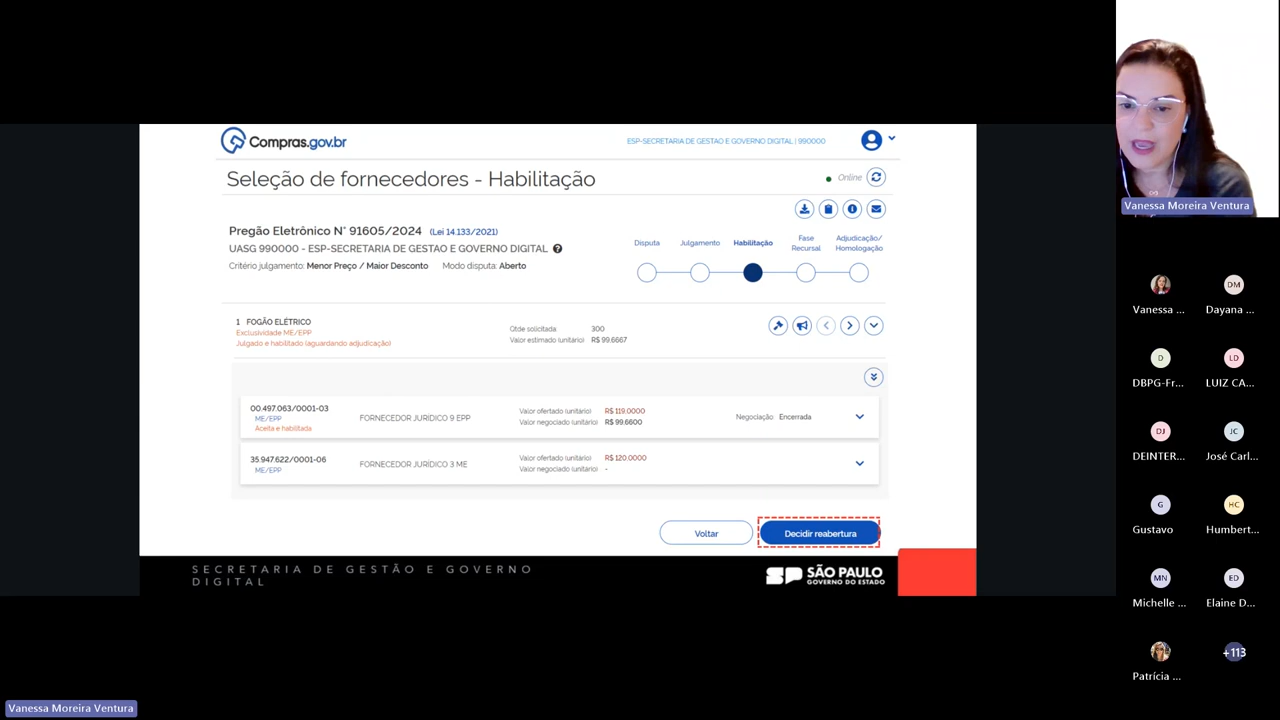 Compras.gov.br
ESP-SECRETARIA DE GESTAO E GOVERNO DIGITAL | 990000
Seleção de fornecedores - Habilitação
Online
Pregão Eletrônico N° 91605/2024 (Lei 14.133/2021)
UASG 990000 - ESP-SECRETARIA DE GESTAO E GOVERNO DIGITAL
Critério julgamento: Menor Preço / Maior Desconto Modo disputa: Aberto
Disputa
Julgamento
Habilitação
Fase
Recursal
Adjudicação/
Homologação
1 FOGÃO ELÉTRICO
Exclusividade ME/EPP
Julgado e habilitado (aguardando adjudicação)
Qtde solicitada 300
Valor estimado (unitário) R$ 99,6667
00.497.063/0001-03
ME/EPP
Aceita e habilitada
FORNECEDOR JURÍDICO 9 EPP
Valor ofertado (unitário) R$ 119,0000
Valor negociado (unitário) R$ 99,6600
Negociação Encerrada
35.947.622/0001-06
ME/EPP
FORNECEDOR JURÍDICO 3 ME
Valor ofertado (unitário) R$ 120,0000
Valor negociado (unitário) -
Voltar
Decidir reabertura
SECRETARIA DE GESTÃO E GOVERNO
DIGITAL
SP SÃO PAULO
GOVERNO DO ESTADO
Vanessa Moreira Ventura
Vanessa ...
DM
Dayana ...
D
DBPG-Fr...
LD
LUIZ CA...
DJ
DEINTER...
JC
José Carl...
G
Gustavo
HC
Humbert...
MN
Michelle ...
ED
Elaine D...
Patrícia ...
+113
Vanessa Moreira Ventura